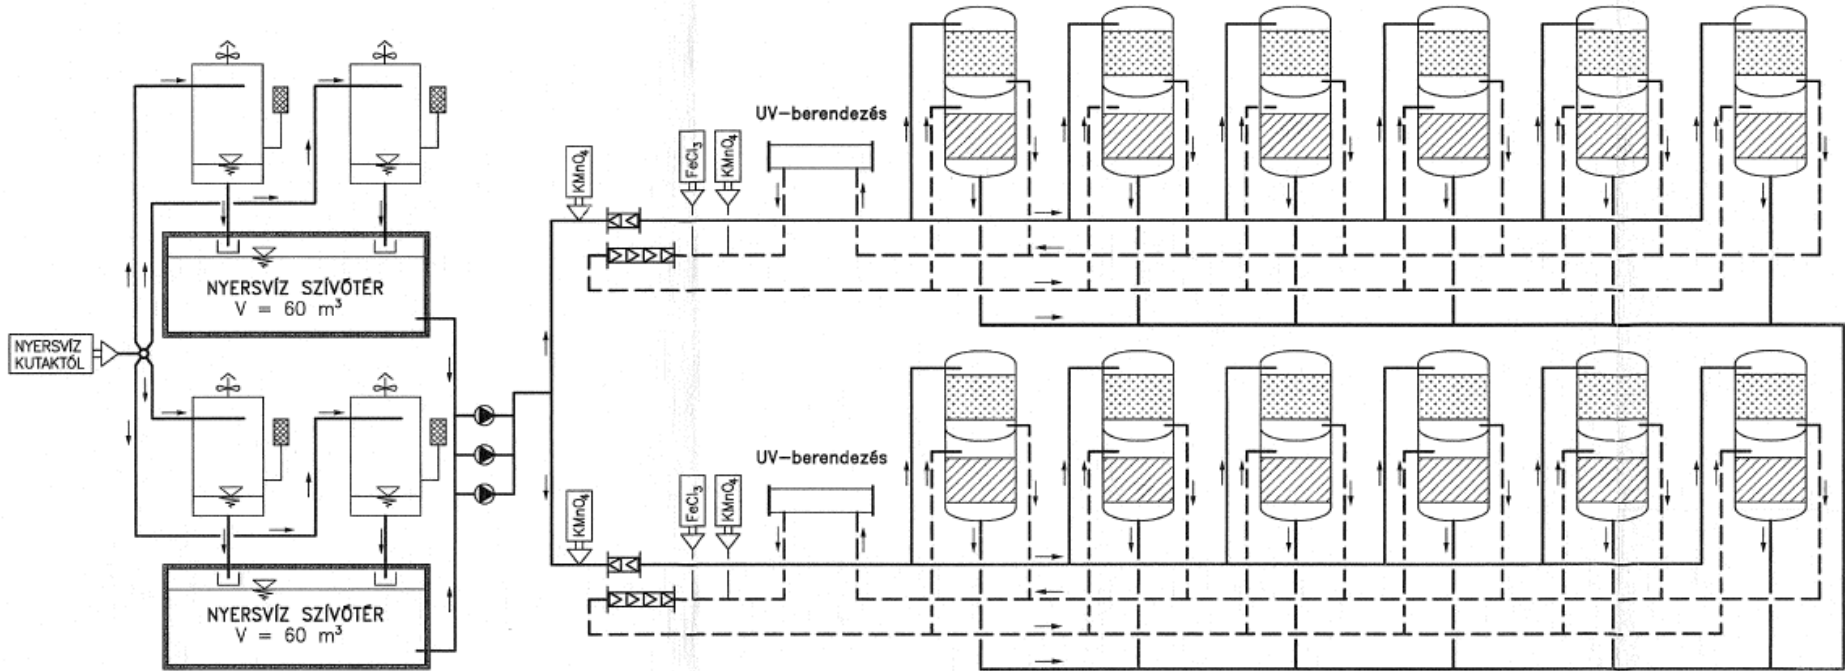 UV-berendezés
KMnO₄
FeCl₃
KMnO₄
NYERSVÍZ SZÍVÓTÉR
V = 60 m³
NYERSVÍZ
KUTAKTÓL
UV-berendezés
KMnO₄
FeCl₃
KMnO₄
NYERSVÍZ SZÍVÓTÉR
V = 60 m³